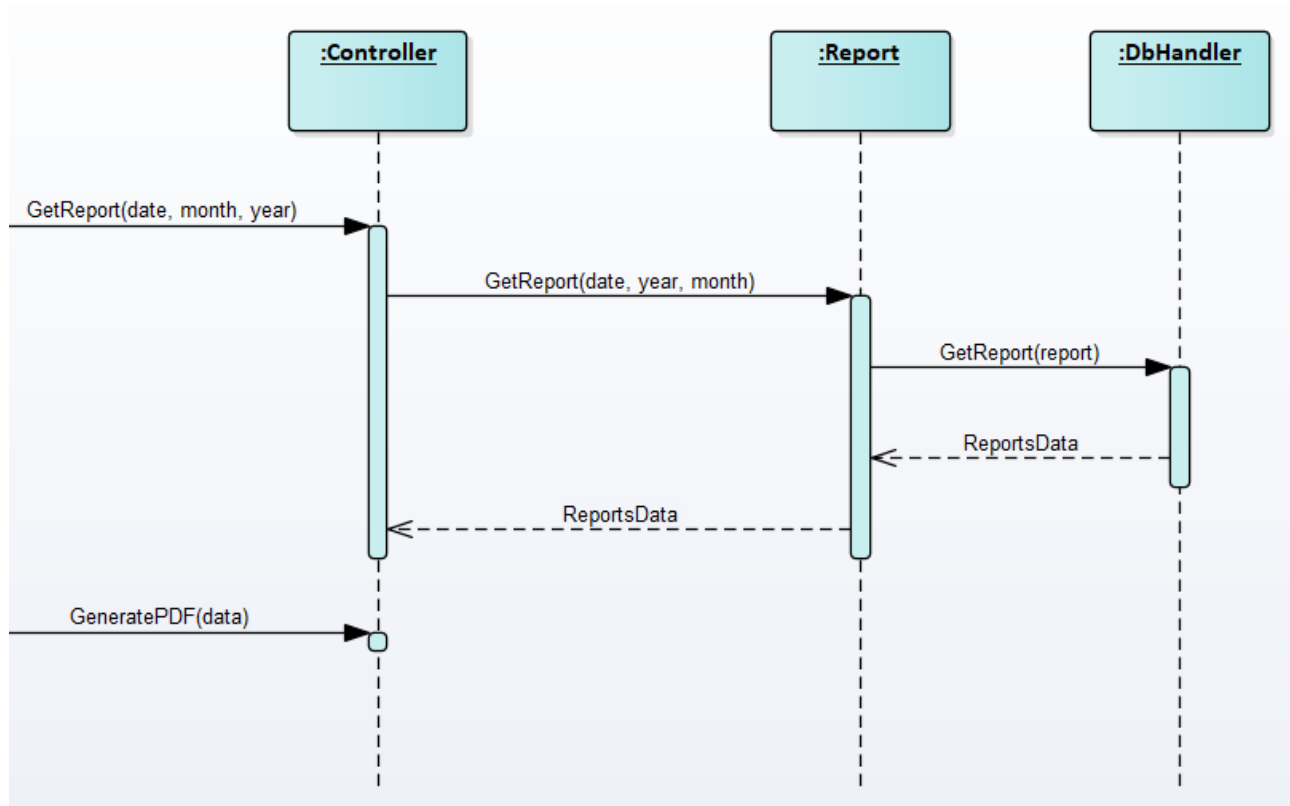 :Controller
:Report
:DbHandler
GetReport(date, month, year)
GetReport(date, year, month)
GetReport(report)
ReportsData
ReportsData
GeneratePDF(data)